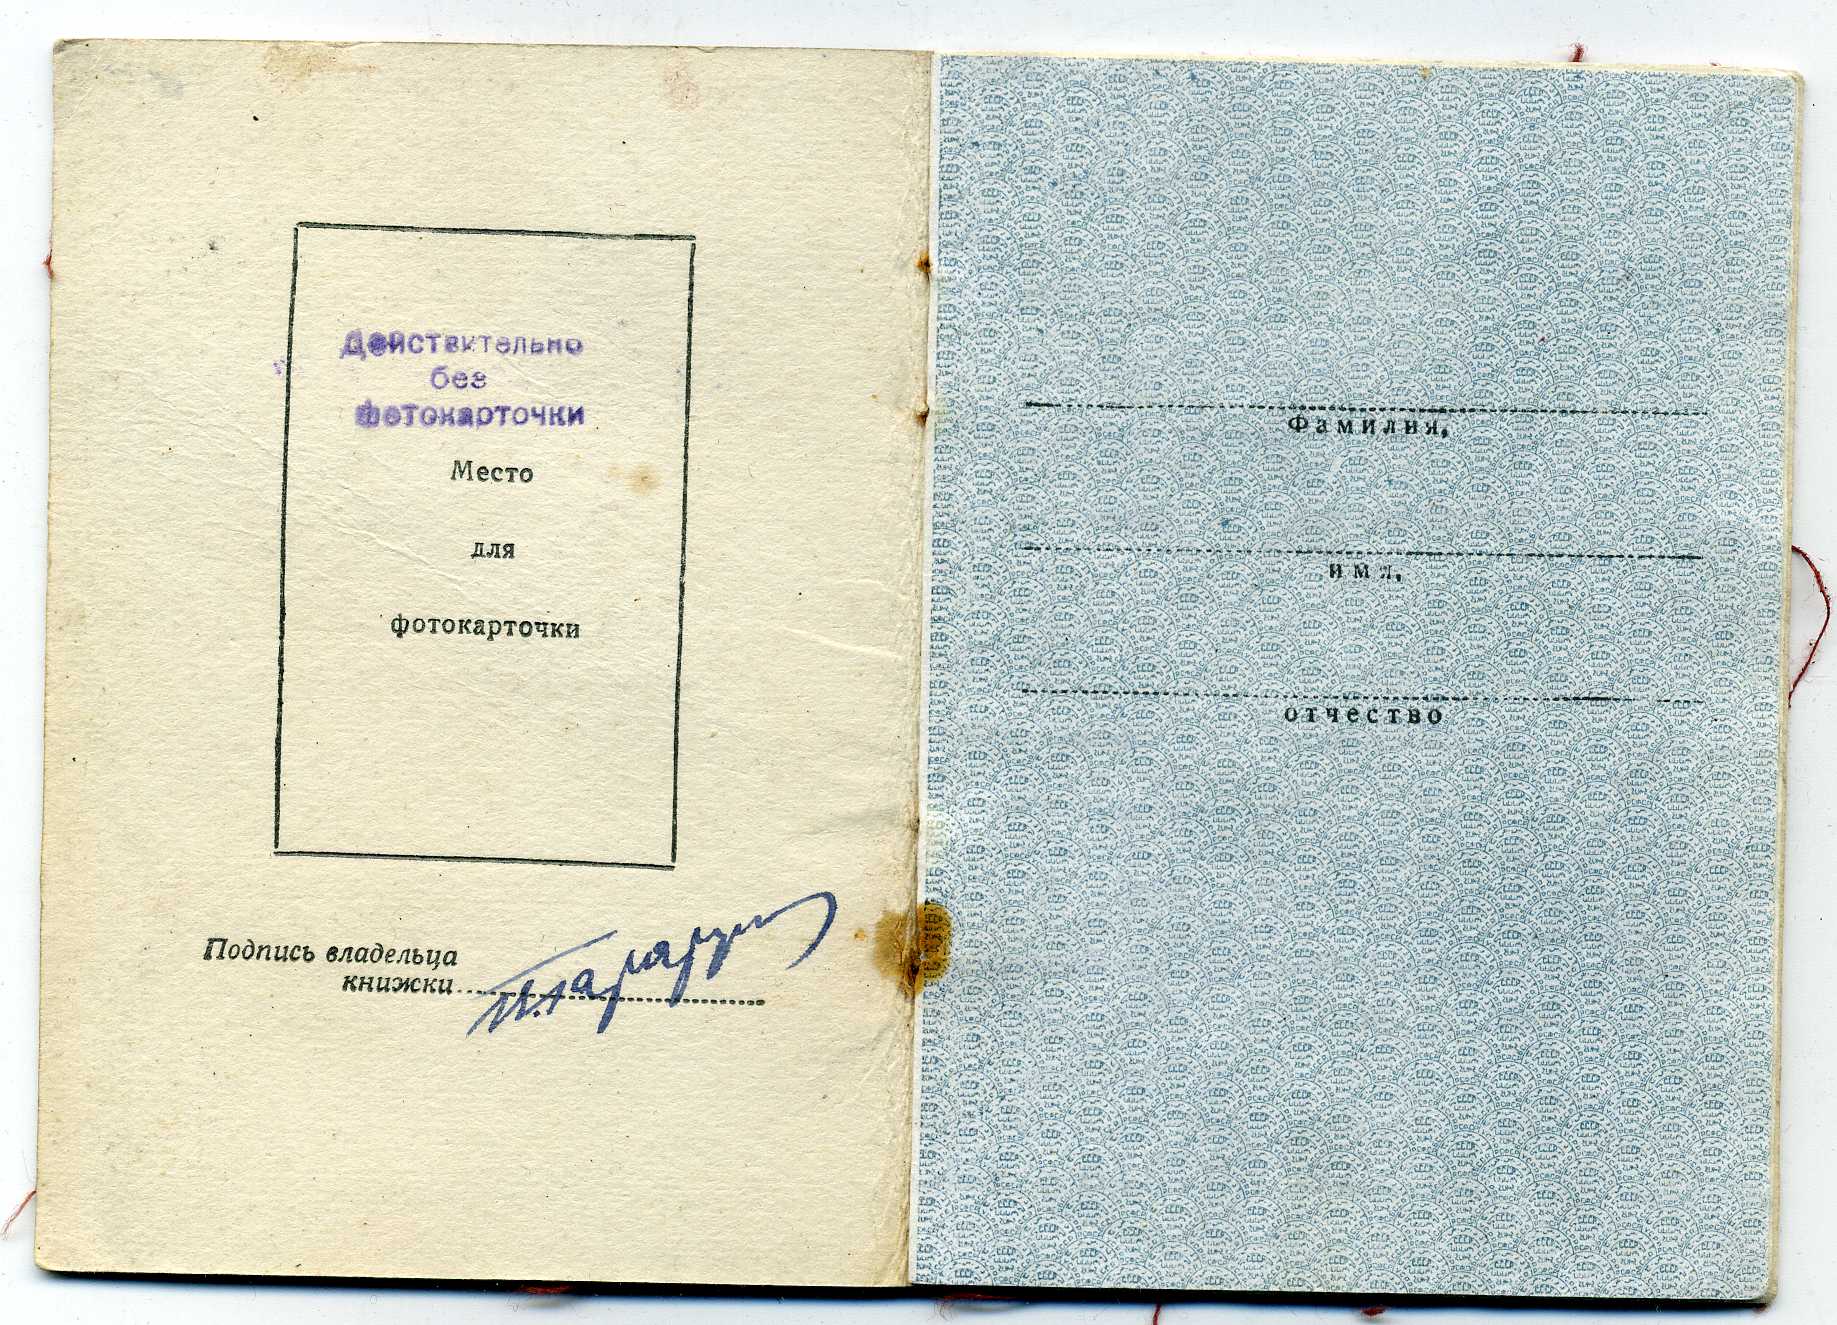 Действительно
без
фотокарточки
Место
для
фотокарточки
Подпись владельца
книжки
Фамилия,
имя,
отчество